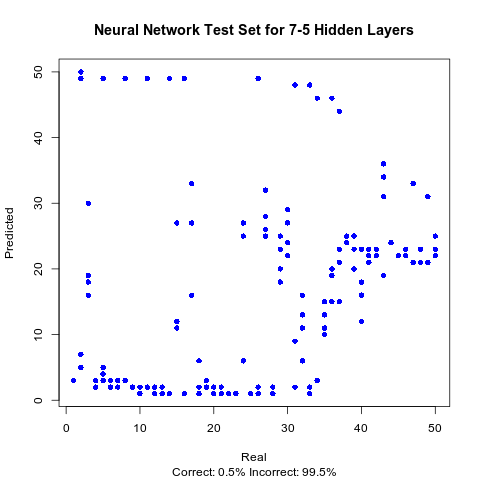 Neural Network Test Set for 7-5 Hidden Layers
50
40
30
20
10
0
Predicted
0 10 20 30 40 50
Real
Correct: 0.5% Incorrect: 99.5%